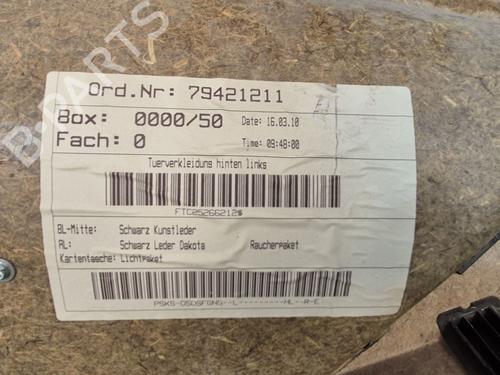 Ord.Nr: 79421211
Box: 0000/50 Date: 16.03.10
Fach: 0 Time: 09:48:00
Tuerverkleidung hinten links
FTC25266212$
BL-Mitte: Schwarz Kunstleder
AL: Schwarz Leder Dakota Raucherpaket
Kartentasche: Lichtpaket
B-PARTS